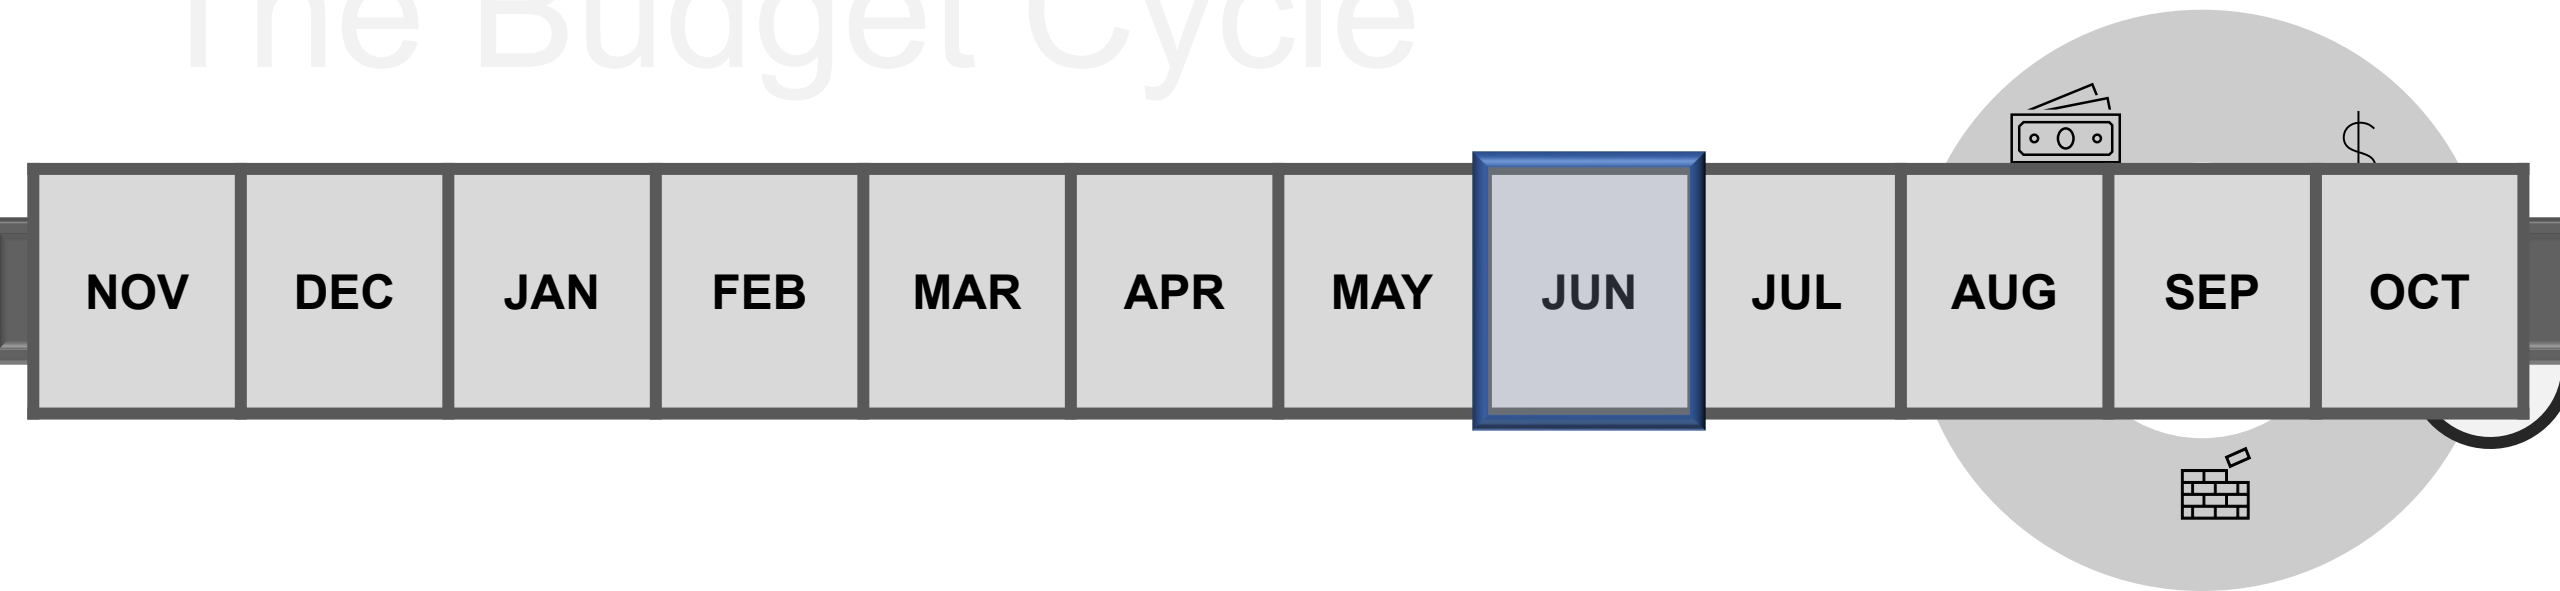 The Budget Cycle
NOV DEC JAN FEB MAR APR MAY JUN JUL AUG SEP OCT